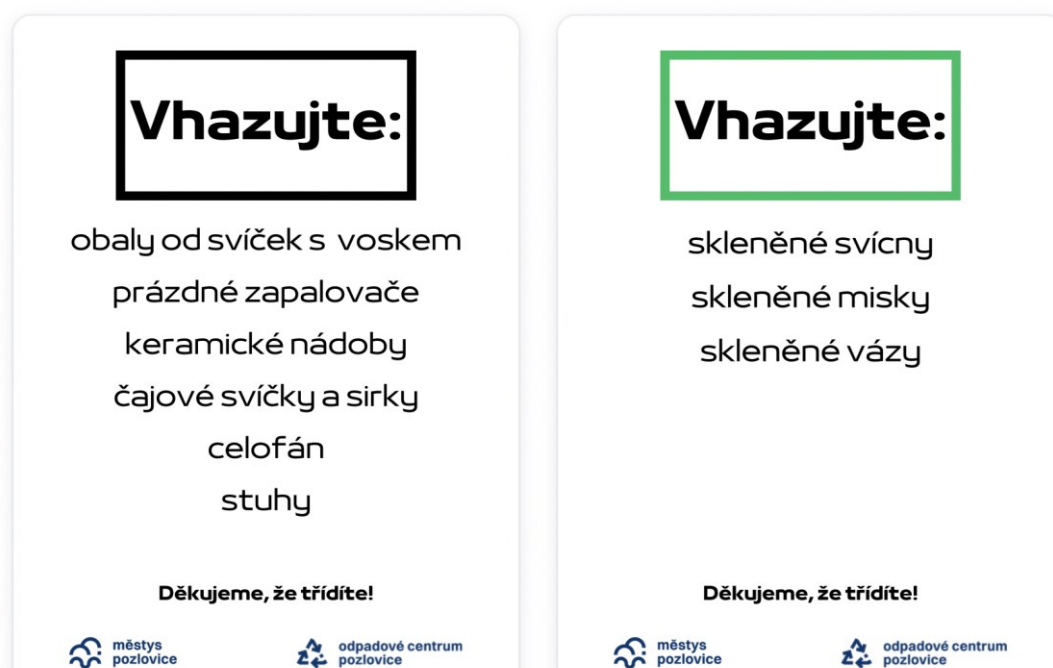 Vhazujte:
obaly od svíček s voskem
prázdné zapalovače
keramické nádoby
čajové svíčky a sirky
celofán
stuhy
Děkujeme, že třídíte!
městys
pozlovice
odpadové centrum
pozlovice
Vhazujte:
skleněné svícny
skleněné misky
skleněné vázy
Děkujeme, že třídíte!
městys
pozlovice
odpadové centrum
pozlovice